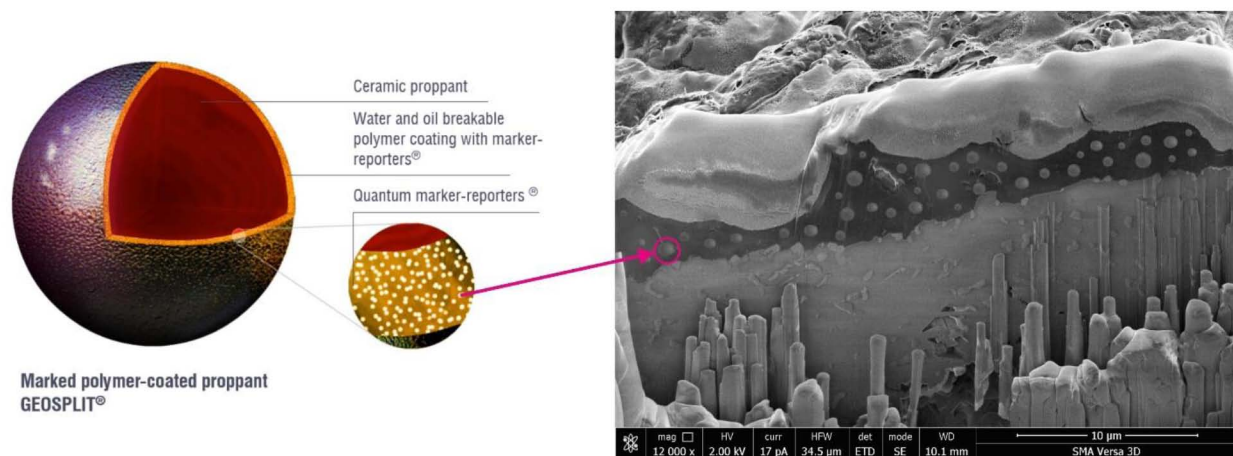 Ceramic proppant
Water and oil breakable
polymer coating with marker-
reporters®
Quantum marker-reporters ®
Marked polymer-coated proppant
GEOSPLIT®
mag □ HV curr HFW det mode WD 10 µm
12 000 x 2.00 kV 17 pA 34.5 µm ETD SE 10.1 mm SMA Versa 3D